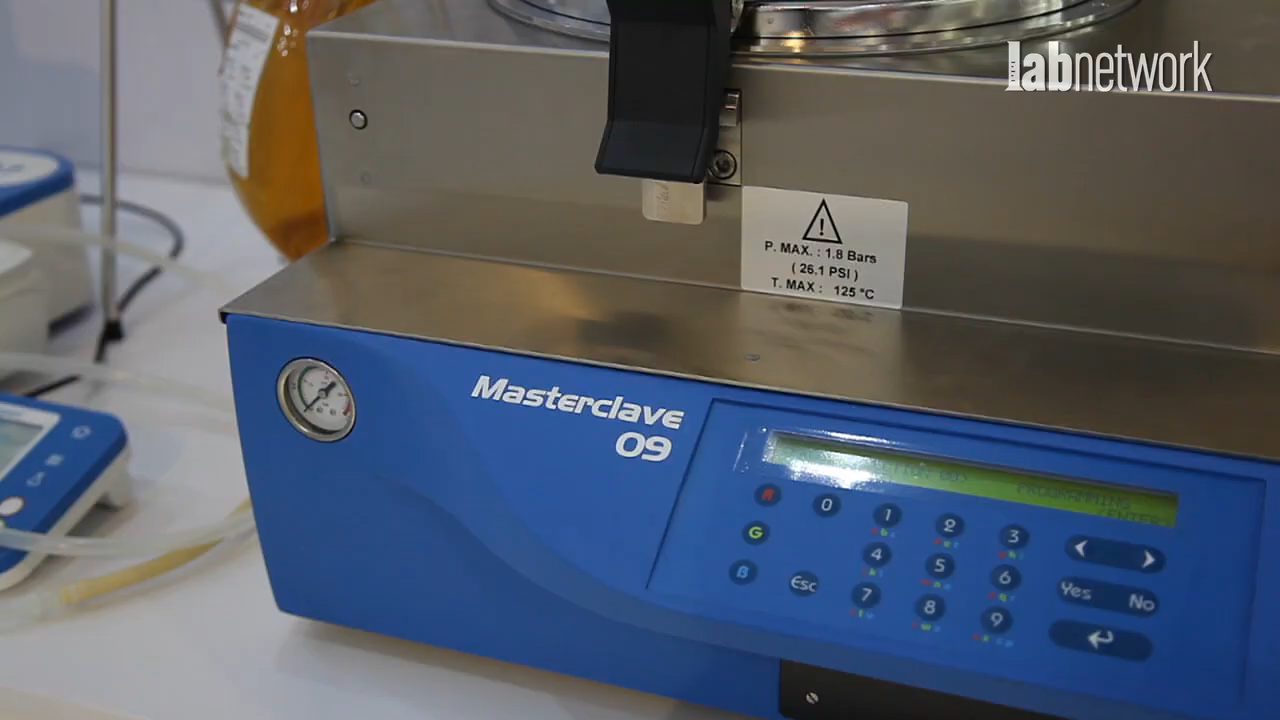 labnetwork
P. MAX. : 1.8 Bars
( 26.1 PSI )
T. MAX : 125 °C
Masterclave
09
PROGRAMMING
R 0 1 2 3
G 4 5 6
B Esc 7 8 9
< >
Yes No